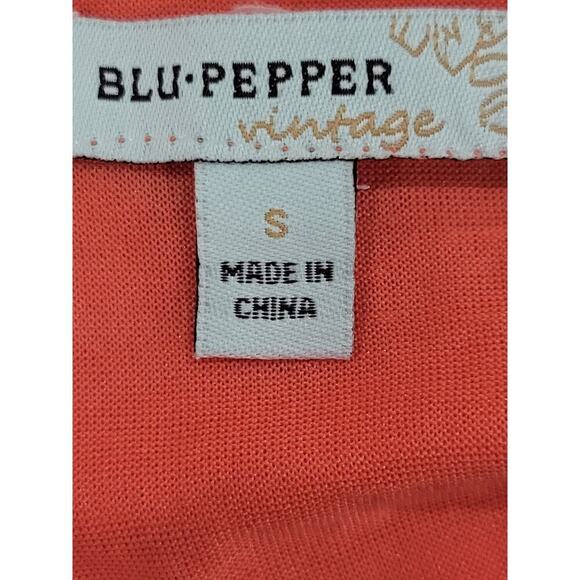 BLU·PEPPER
vintage
S
MADE IN
CHINA